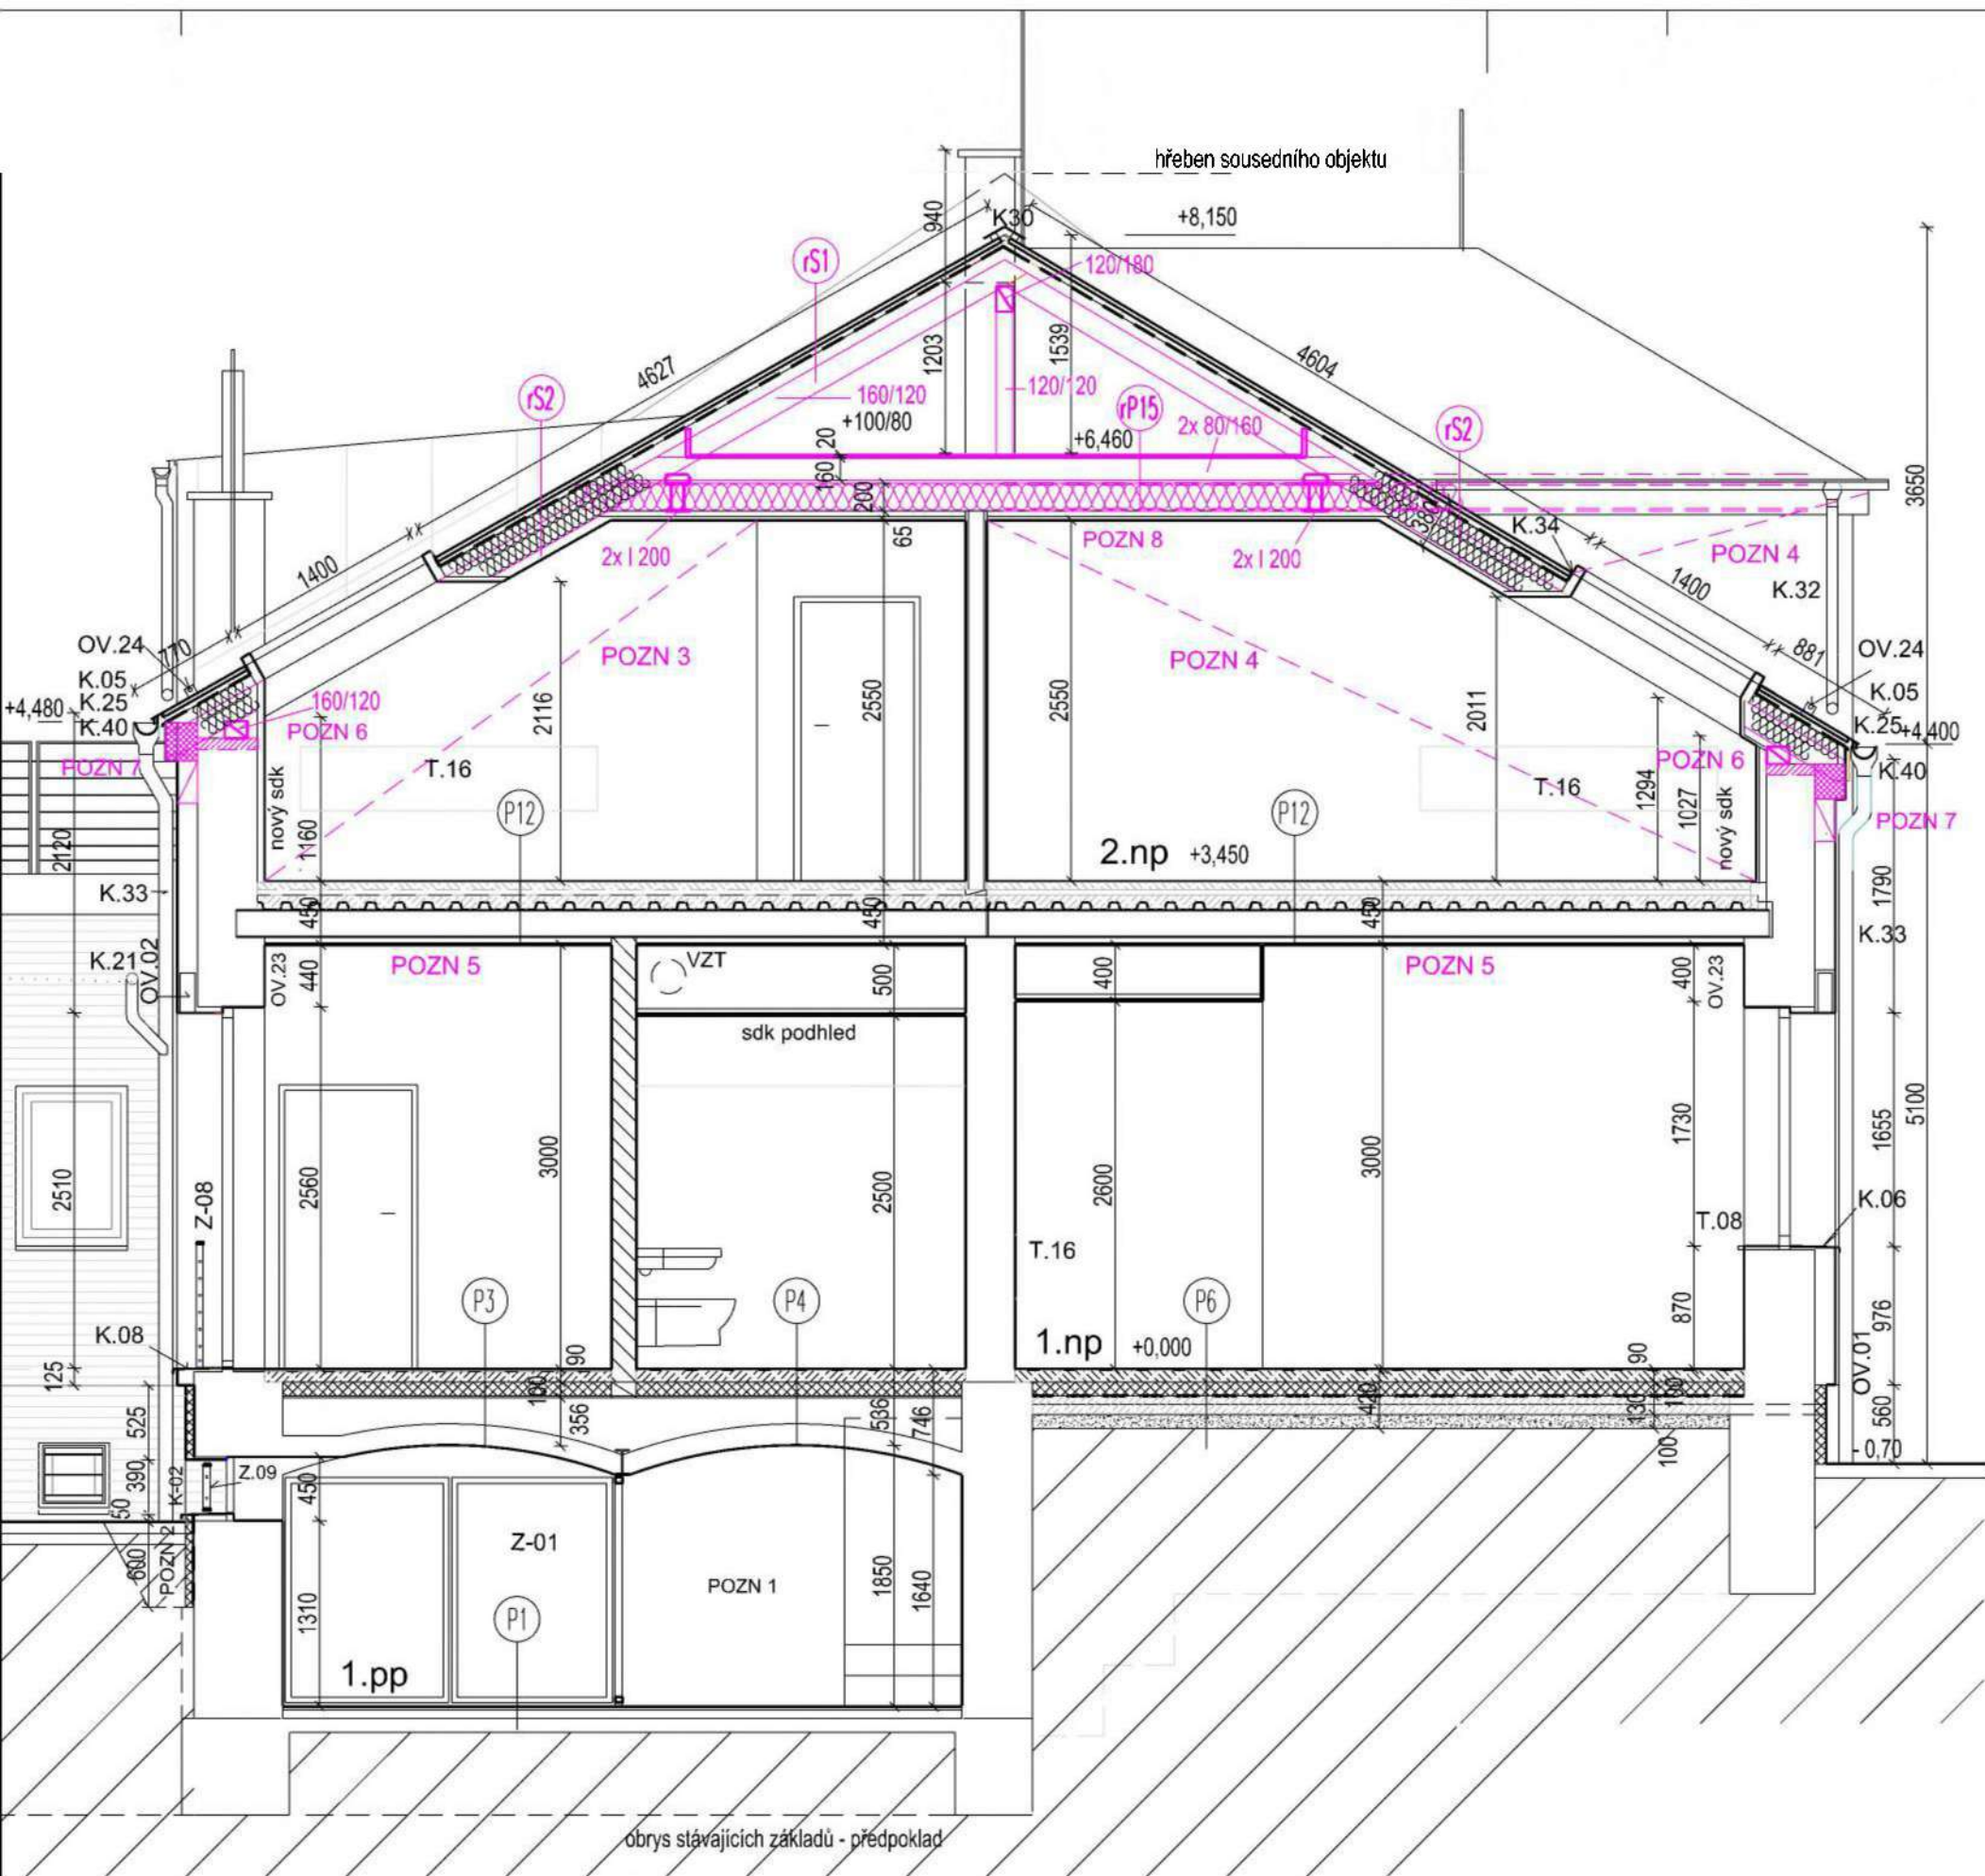 hřeben sousedního objektu
+8,150
K30
940
rS1
120/180
1203
1539
4627
4604
rS2
160/120
120/120
rP15
+100/80
2x 80/160
rS2
20
+6,460
160
200
3650
65
2x I 200
POZN 8
2x I 200
K.34
POZN 4
1400
1400
K.32
OV.24
770
POZN 3
POZN 4
881
OV.24
K.05
K.25
+4,480
K.40
160/120
POZN 6
2116
2550
2550
2011
K.05
K.25
+4,400
K.40
POZN 6
POZN 7
T.16
T.16
1294
1027
nový sdk
nový sdk
1160
P12
P12
POZN 7
2120
2.np +3,450
1790
K.33
450
450
450
K.33
K.21
OV.02
OV.23
440
POZN 5
VZT
500
400
POZN 5
400
OV.23
sdk podhled
2510
Z-08
2560
3000
2500
2600
3000
1730
1655
5100
K.06
T.08
T.16
P3
P4
P6
870
976
K.08
1.np +0,000
125
90
90
OV.01
100
356
536
746
420
130
100
560
525
- 0,70
100
390
K-02
Z.09
450
50
600
POZN 2
Z-01
POZN 1
1310
P1
1850
1640
1.pp
obrys stávajících základů - předpoklad